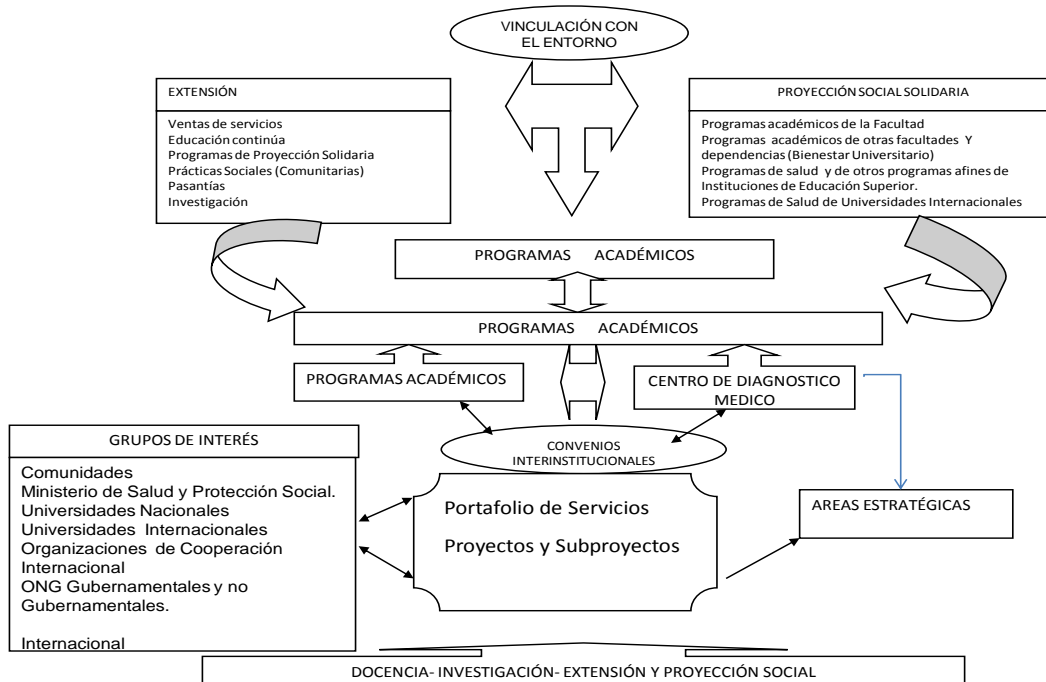 VINCULACIÓN CON
EL ENTORNO
EXTENSIÓN
Ventas de servicios
Educación continúa
Programas de Proyección Solidaria
Prácticas Sociales (Comunitarias)
Pasantías
Investigación
PROYECCIÓN SOCIAL SOLIDARIA
Programas académicos de la Facultad
Programas académicos de otras facultades Y
dependencias (Bienestar Universitario)
Programas de salud y de otros programas afines de
Instituciones de Educación Superior.
Programas de Salud de Universidades Internacionales
PROGRAMAS ACADÉMICOS
PROGRAMAS ACADÉMICOS
PROGRAMAS ACADÉMICOS
CENTRO DE DIAGNOSTICO
MEDICO
CONVENIOS
INTERINSTITUCIONALES
GRUPOS DE INTERÉS
Comunidades
Ministerio de Salud y Protección Social.
Universidades Nacionales
Universidades Internacionales
Organizaciones de Cooperación
Internacional
ONG Gubernamentales y no
Gubernamentales.
Internacional
Portafolio de Servicios
Proyectos y Subproyectos
AREAS ESTRATÉGICAS
DOCENCIA- INVESTIGACIÓN- EXTENSIÓN Y PROYECCIÓN SOCIAL